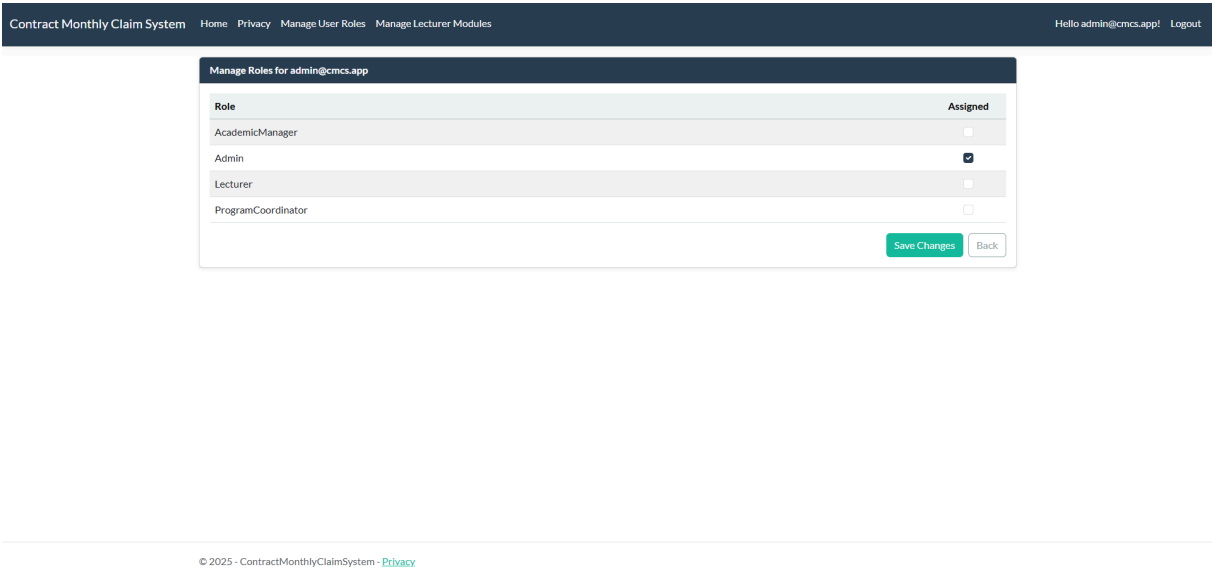 Contract Monthly Claim System Home Privacy Manage User Roles Manage Lecturer Modules Hello admin@cmcs.app! Logout
Manage Roles for admin@cmcs.app
Role Assigned
AcademicManager
Admin
Lecturer
ProgramCoordinator
Save Changes Back
© 2025 - ContractMonthlyClaimSystem - Privacy